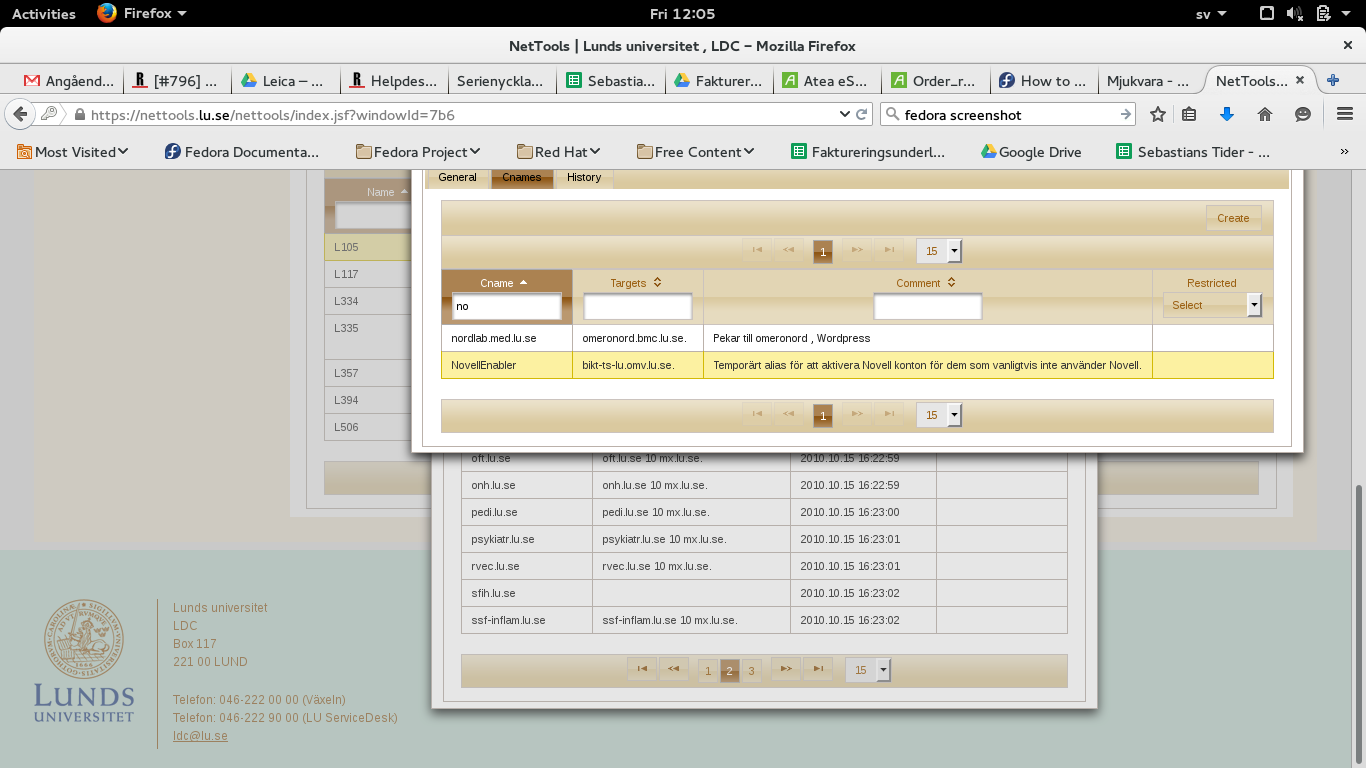 Activities Firefox Fri 12:05 sv
NetTools | Lunds universitet , LDC – Mozilla Firefox
Angåend... [#796] ... Leica –... Helpdes... Serienyckla... Sebastia... Fakturer... Atea eS... Order_r... How to ... Mjukvara - ... NetTools...
https://nettools.lu.se/nettools/index.jsf?windowId=7b6 fedora screenshot
Most Visited Fedora Documenta... Fedora Project Red Hat Free Content Faktureringsunderl... Google Drive Sebastians Tider - ... »
General Cnames History
Name
L105
L117
L334
L335
L357
L394
L506
Create
1 15
Cname Targets Comment Restricted
no Select
nordlab.med.lu.se omeronord.bmc.lu.se. Pekar till omeronord , Wordpress
NovellEnabler bikt-ts-lu.omv.lu.se. Temporärt alias för att aktivera Novell konton för dem som vanligtvis inte använder Novell.
1 15
oft.lu.se oft.lu.se 10 mx.lu.se. 2010.10.15 16:22:59
onh.lu.se onh.lu.se 10 mx.lu.se. 2010.10.15 16:22:59
pedi.lu.se pedi.lu.se 10 mx.lu.se. 2010.10.15 16:23:00
psykiatr.lu.se psykiatr.lu.se 10 mx.lu.se. 2010.10.15 16:23:01
rvec.lu.se rvec.lu.se 10 mx.lu.se. 2010.10.15 16:23:01
sfih.lu.se 2010.10.15 16:23:02
ssf-inflam.lu.se ssf-inflam.lu.se 10 mx.lu.se. 2010.10.15 16:23:02
1 2 3 15
LUNDS
UNIVERSITET
Lunds universitet
LDC
Box 117
221 00 LUND
Telefon: 046-222 00 00 (Växeln)
Telefon: 046-222 90 00 (LU ServiceDesk)
ldc@lu.se